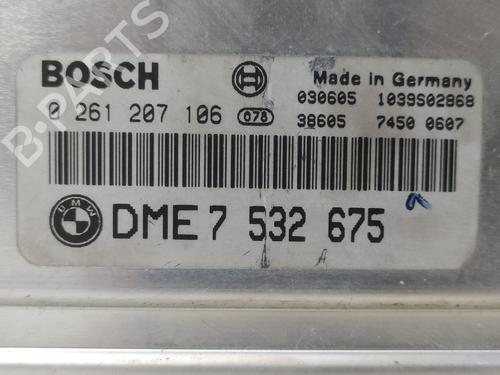 B-PARTS
BOSCH
Made in Germany
0 261 207 106 078
030605 1039S02868
38605 7450 0607
BMW
DME 7 532 675
A